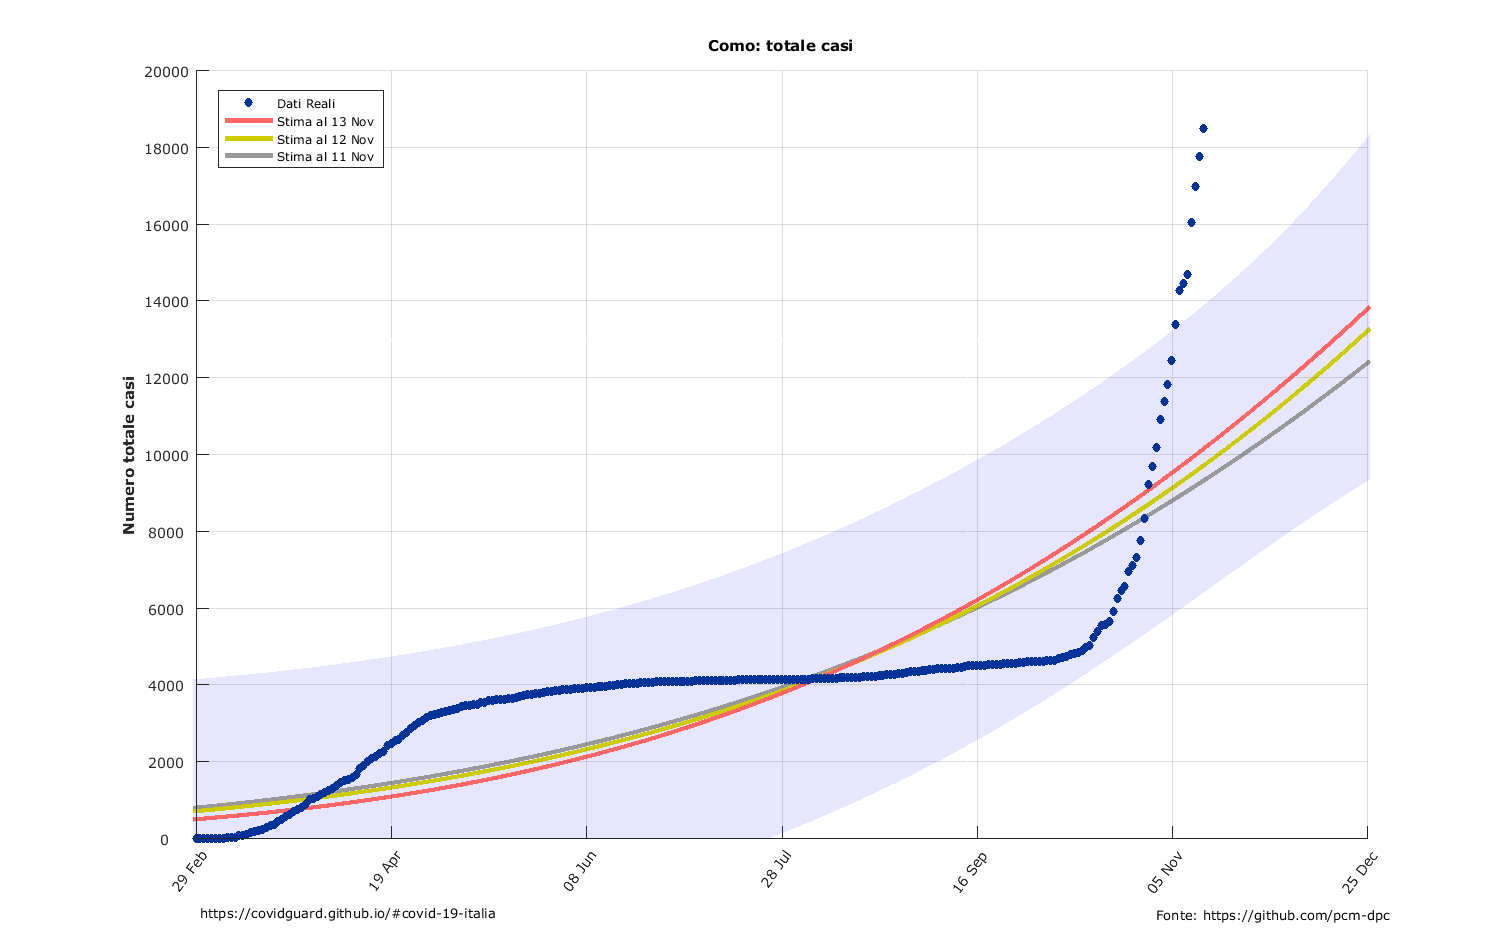 Como: totale casi
20000
18000
16000
14000
12000
10000
8000
6000
4000
2000
0
Numero totale casi
Dati Reali
Stima al 13 Nov
Stima al 12 Nov
Stima al 11 Nov
29 Feb
19 Apr
08 Jun
28 Jul
16 Sep
05 Nov
25 Dec
https://covidguard.github.io/#covid-19-italia
Fonte: https://github.com/pcm-dpc